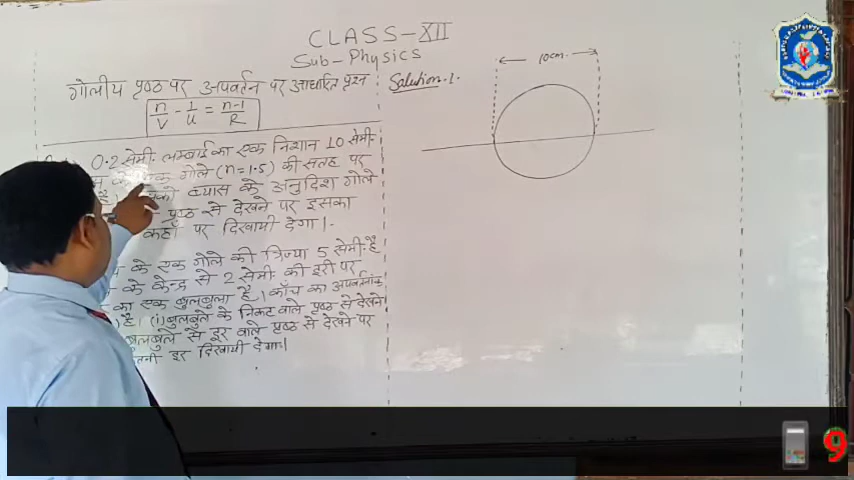 CLASS-XII
Sub-Physics
गोलीय पृष्ठ पर अपवर्तन पर आधारित प्रश्न
n/V - 1/u = n-1/R
0.2 सेमी. लम्बाई का एक निशान 10 सेमी.
एक गोले (n=1.5) की सतह पर
व्यास के अनुदिश गोले
पृष्ठ से देखने पर इसका
कहाँ पर दिखायी देगा।
के एक गोले की त्रिज्या 5 सेमी. है
के केन्द्र से 2 सेमी की दूरी पर
का एक बुलबुला है, काँच का अपवर्तनांक
है। (i) बुलबुले के निकट वाले पृष्ठ से देखने
बुलबुले से दूर वाले पृष्ठ से देखने पर
दूर दिखायी देगा।
Solution-1.
10cm.
9